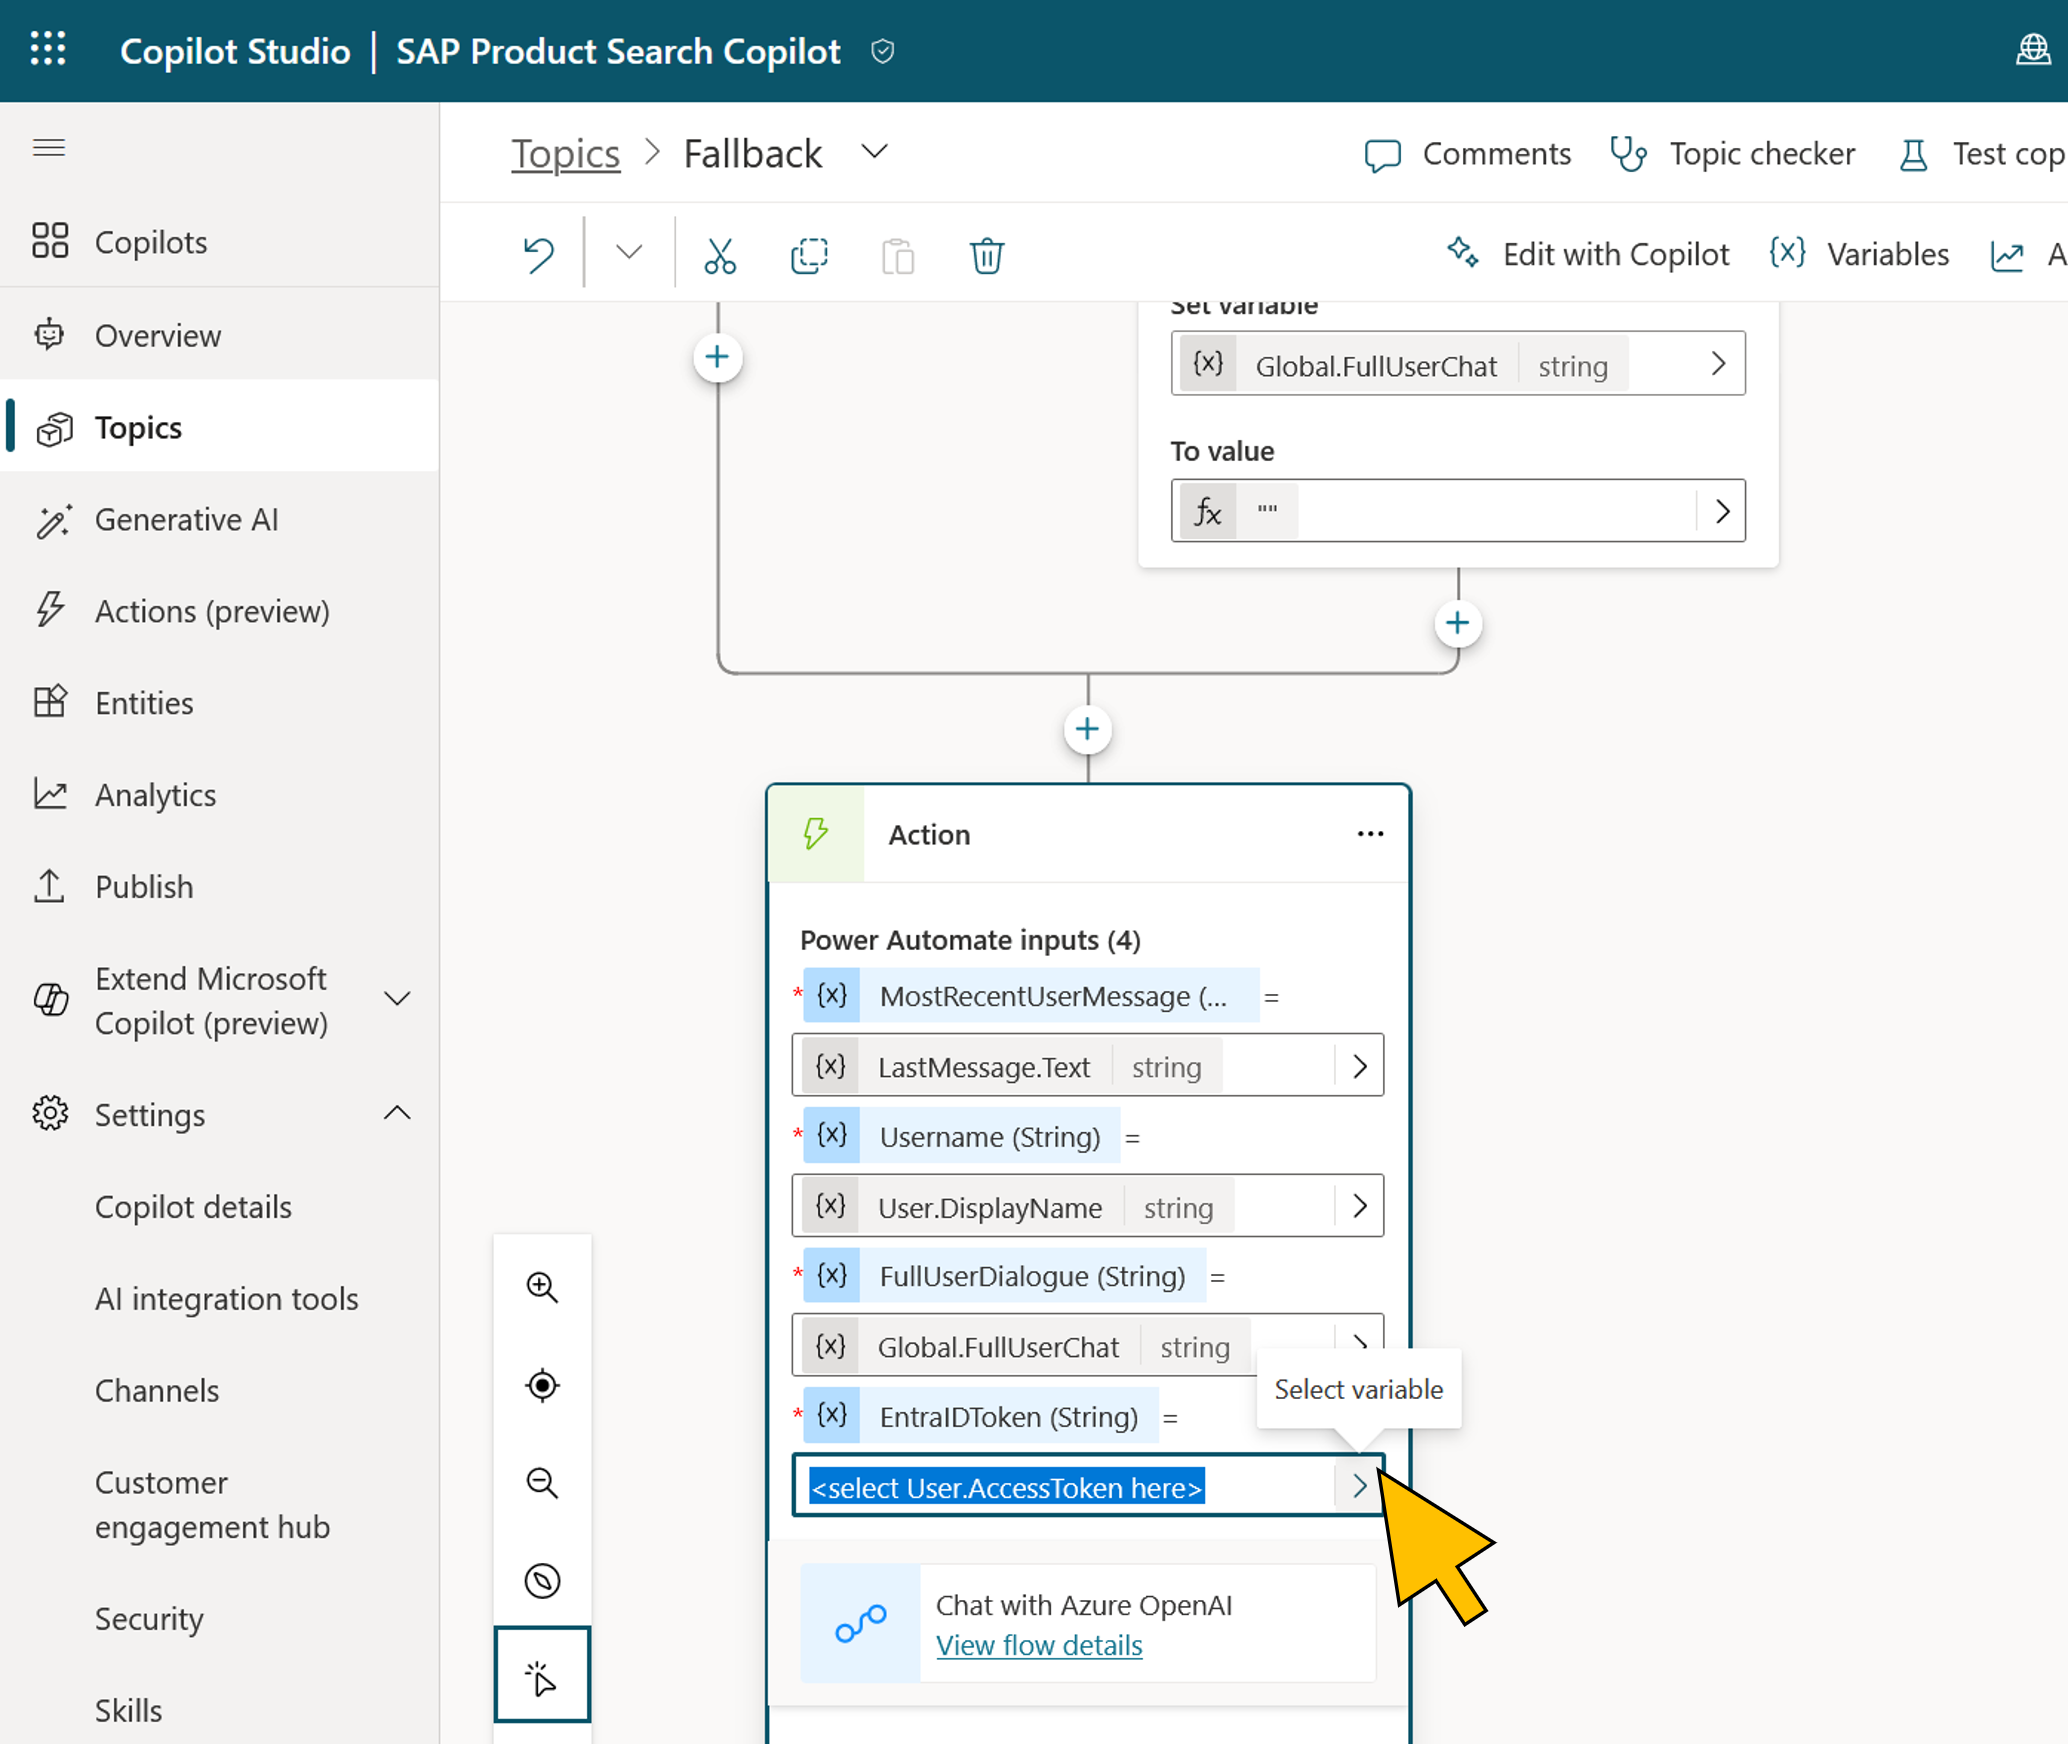 Copilot Studio | SAP Product Search Copilot
Topics > Fallback
Comments
Topic checker
Test cop
Edit with Copilot
{x} Variables
A
Copilots
Overview
Topics
Generative AI
Actions (preview)
Entities
Analytics
Publish
Extend Microsoft
Copilot (preview)
Settings
Copilot details
AI integration tools
Channels
Customer
engagement hub
Security
Skills
Set variable
{x} Global.FullUserChat string
To value
fx ""
Action
Power Automate inputs (4)
* {x} MostRecentUserMessage (... =
{x} LastMessage.Text string
* {x} Username (String) =
{x} User.DisplayName string
* {x} FullUserDialogue (String) =
{x} Global.FullUserChat string
Select variable
* {x} EntraIDToken (String) =
<select User.AccessToken here>
Chat with Azure OpenAI
View flow details